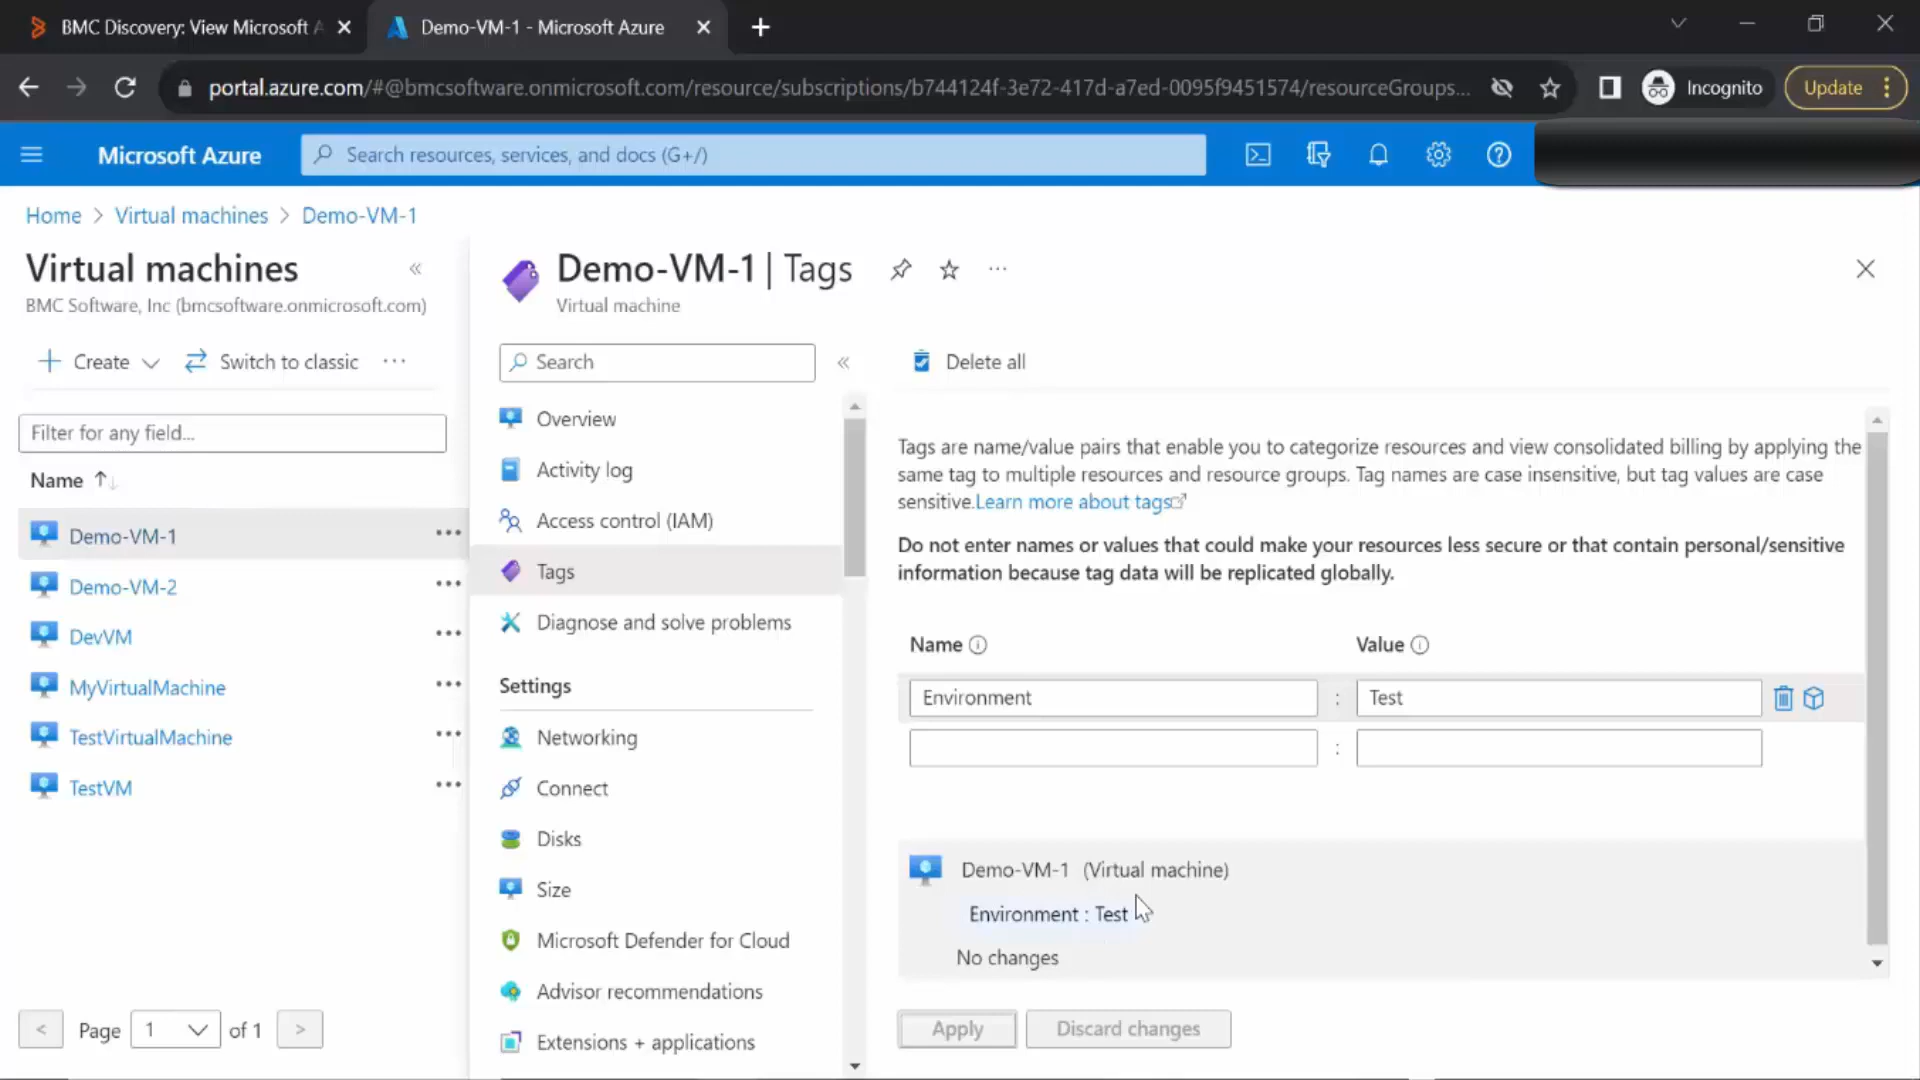 BMC Discovery: View Microsoft A
Demo-VM-1 - Microsoft Azure
portal.azure.com/#@bmcsoftware.onmicrosoft.com/resource/subscriptions/b744124f-3e72-417d-a7ed-0095f9451574/resourceGroups...
Incognito
Update
Microsoft Azure
Search resources, services, and docs (G+/)
Home > Virtual machines > Demo-VM-1
Virtual machines
BMC Software, Inc (bmcsoftware.onmicrosoft.com)
Create
Switch to classic
Filter for any field...
Name
Demo-VM-1
Demo-VM-2
DevVM
MyVirtualMachine
TestVirtualMachine
TestVM
< Page 1 of 1 >
Demo-VM-1 | Tags
Virtual machine
Search
Overview
Activity log
Access control (IAM)
Tags
Diagnose and solve problems
Settings
Networking
Connect
Disks
Size
Microsoft Defender for Cloud
Advisor recommendations
Extensions + applications
Delete all
Tags are name/value pairs that enable you to categorize resources and view consolidated billing by applying the
same tag to multiple resources and resource groups. Tag names are case insensitive, but tag values are case
sensitive.Learn more about tags
Do not enter names or values that could make your resources less secure or that contain personal/sensitive
information because tag data will be replicated globally.
Name Value
Environment : Test
:
Demo-VM-1 (Virtual machine)
Environment : Test
No changes
Apply Discard changes